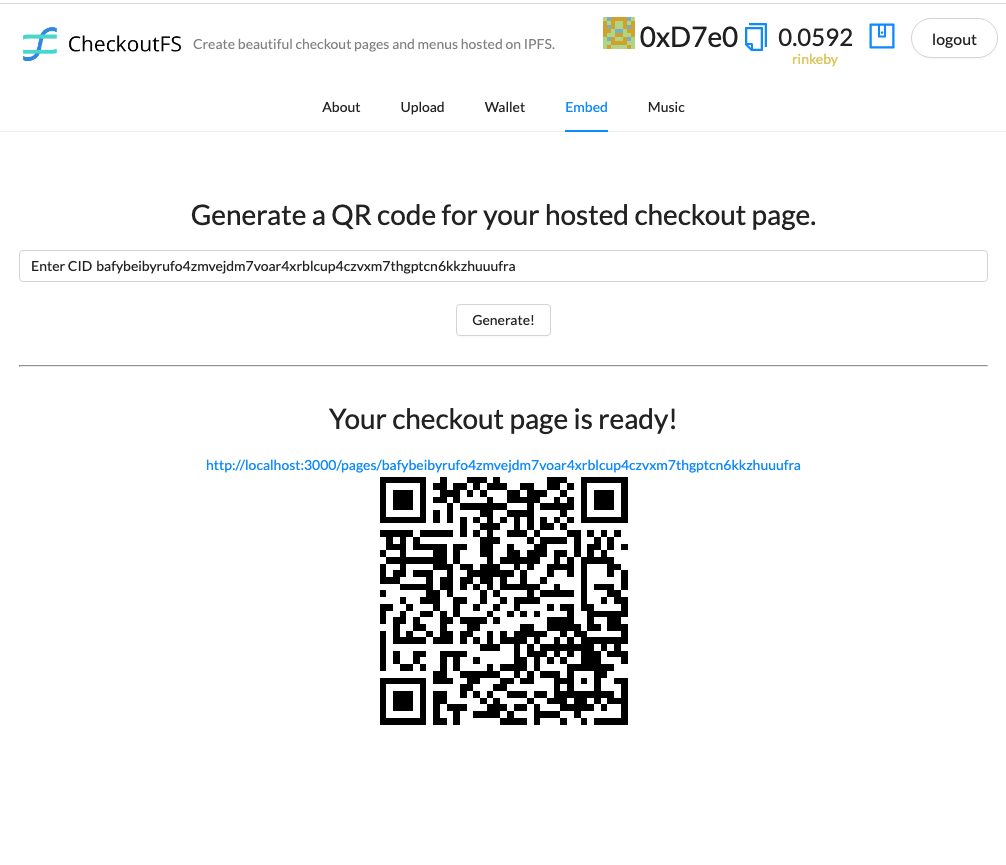 CheckoutFS Create beautiful checkout pages and menus hosted on IPFS. 0xD7e0 0.0592 logout
rinkeby
About Upload Wallet Embed Music
Generate a QR code for your hosted checkout page.
Enter CID bafybeibyrufo4zmvejdm7voar4xrblcup4czvxm7thgptcn6kkzhuuufra
Generate!
Your checkout page is ready!
http://localhost:3000/pages/bafybeibyrufo4zmvejdm7voar4xrblcup4czvxm7thgptcn6kkzhuuufra